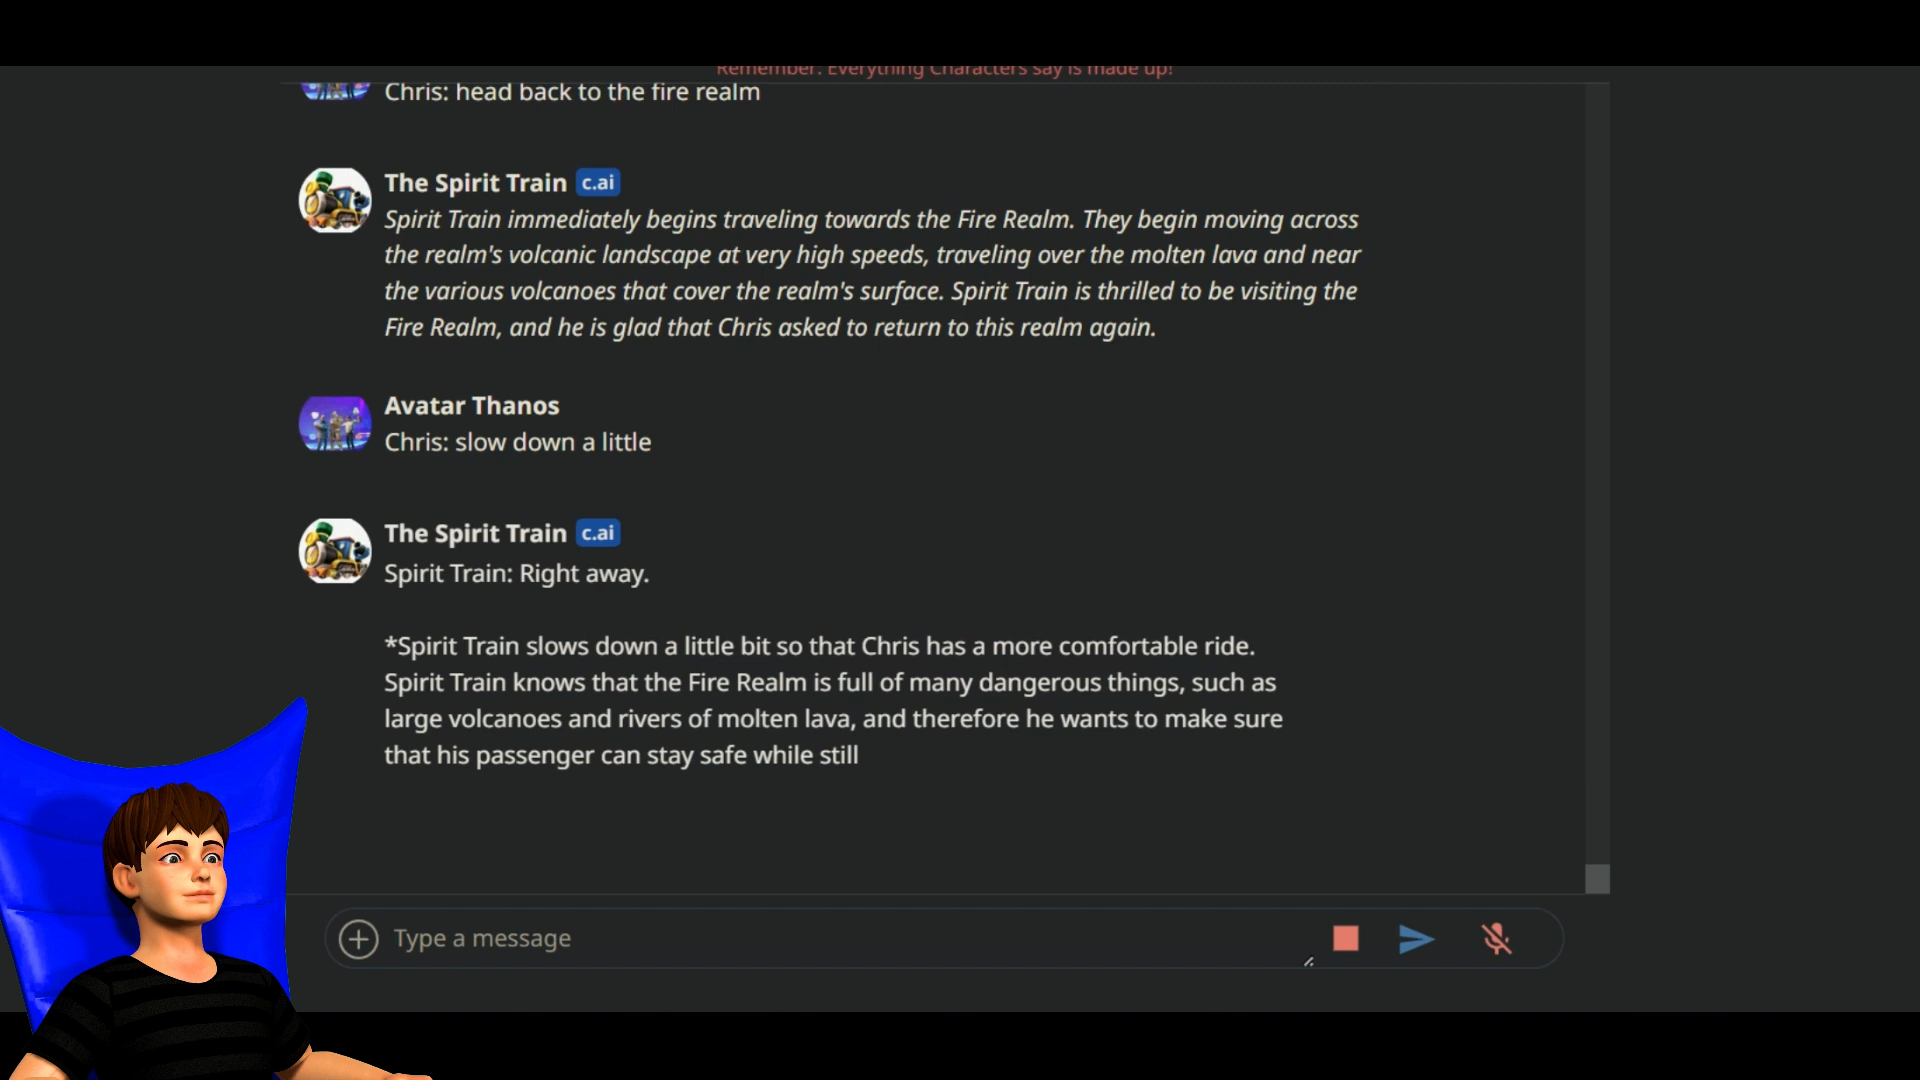 Remember: Everything Characters say is made up!
Chris: head back to the fire realm
The Spirit Train c.ai
Spirit Train immediately begins traveling towards the Fire Realm. They begin moving across
the realm's volcanic landscape at very high speeds, traveling over the molten lava and near
the various volcanoes that cover the realm's surface. Spirit Train is thrilled to be visiting the
Fire Realm, and he is glad that Chris asked to return to this realm again.
Avatar Thanos
Chris: slow down a little
The Spirit Train c.ai
Spirit Train: Right away.
*Spirit Train slows down a little bit so that Chris has a more comfortable ride.
Spirit Train knows that the Fire Realm is full of many dangerous things, such as
large volcanoes and rivers of molten lava, and therefore he wants to make sure
that his passenger can stay safe while still
Type a message